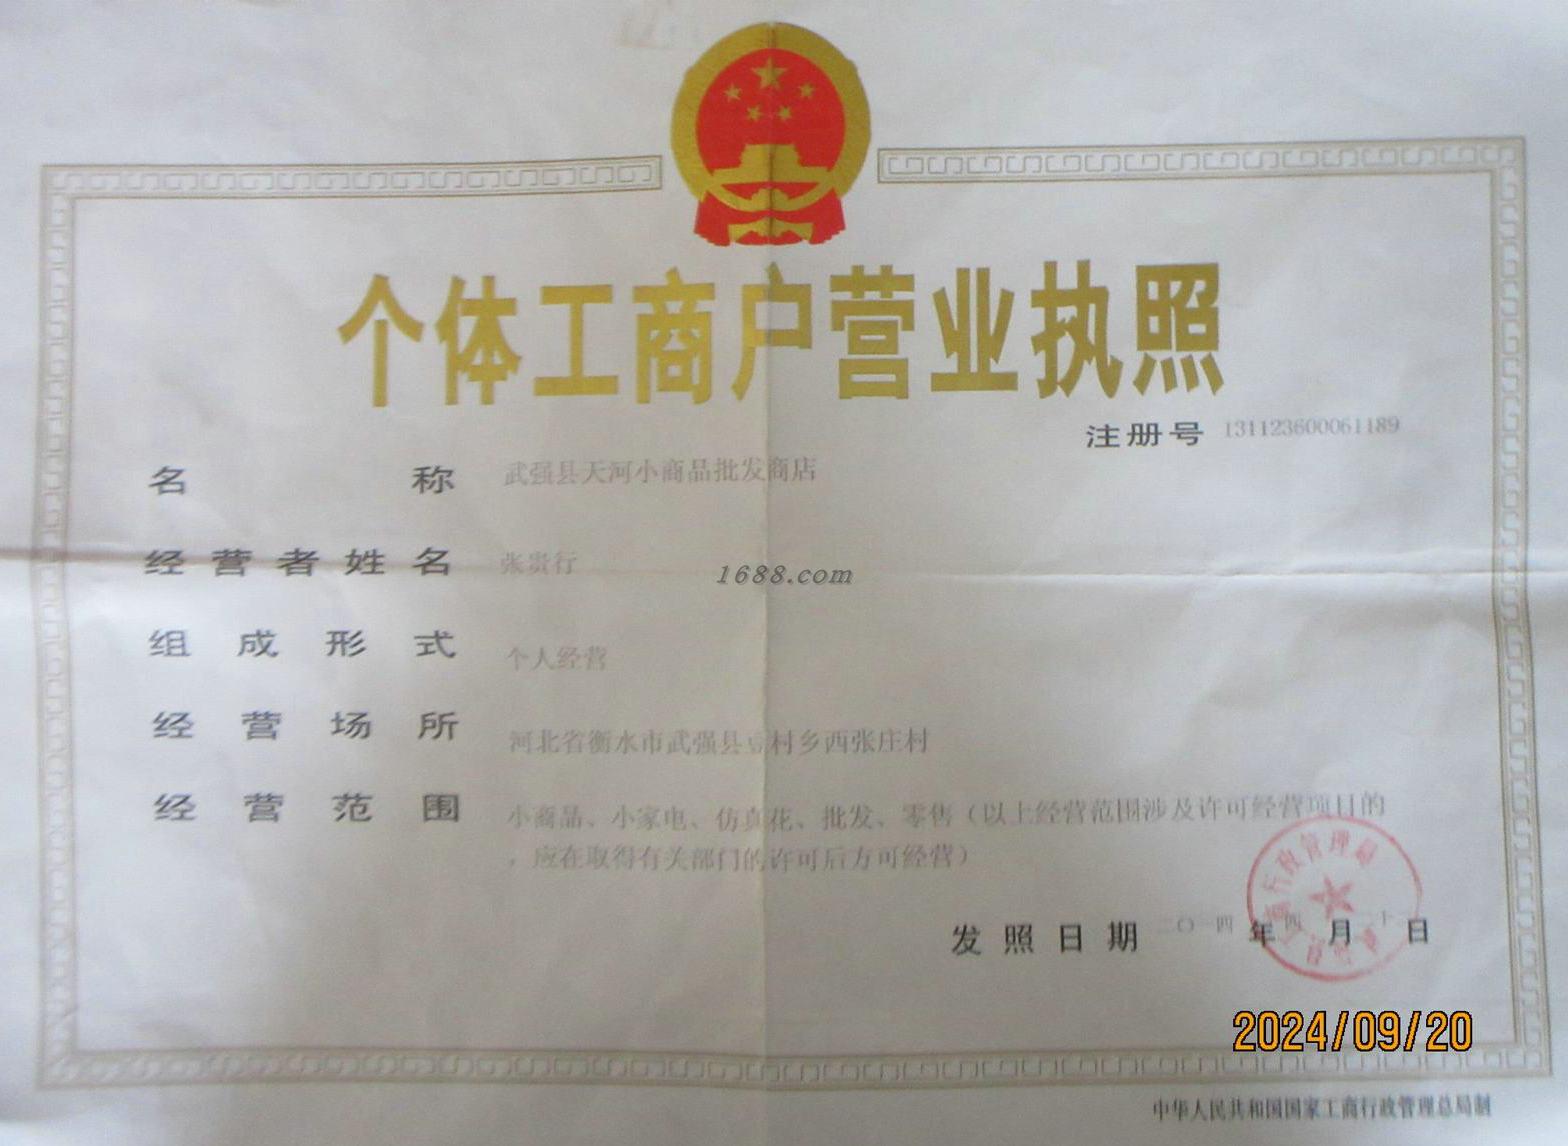 个体工商户营业执照
注册号 131123600061189
名称 武强县天河小商品批发商店
经营者姓名 张贵行
1688.com
组成形式 个人经营
经营场所 河北省衡水市武强县豆村乡西张庄村
经营范围 小商品、小家电、仿真花、批发、零售（以上经营范围涉及许可经营项目的
，应在取得有关部门的许可后方可经营）
行政管理局
发照日期 二〇一四年四月二十日
2024/09/20
中华人民共和国国家工商行政管理总局制